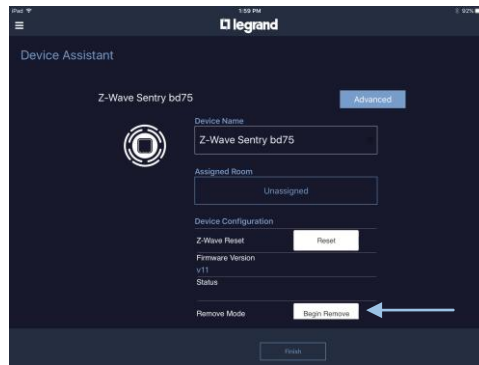 iPad
1:59 PM
92%
legrand
Device Assistant
Z-Wave Sentry bd75
Advanced
Device Name
Z-Wave Sentry bd75
Assigned Room
Unassigned
Device Configuration
Z-Wave Reset
Reset
Firmware Version
v11
Status
Remove Mode
Begin Remove
Finish